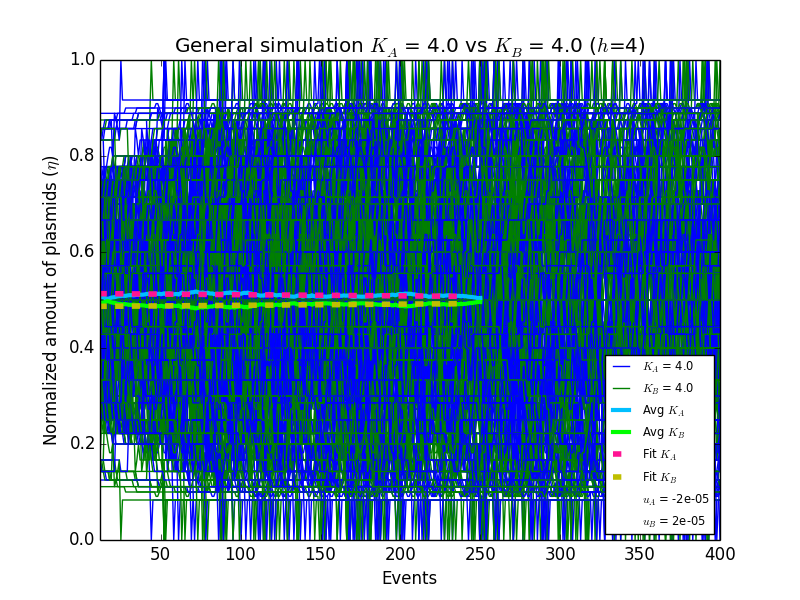 General simulation K_A = 4.0 vs K_B = 4.0 (h=4)
Normalized amount of plasmids (η)
1.0
0.8
0.6
0.4
0.2
0.0
50 100 150 200 250 300 350 400
Events
K_A = 4.0
K_B = 4.0
Avg K_A
Avg K_B
Fit K_A
Fit K_B
u_A = -2e-05
u_B = 2e-05